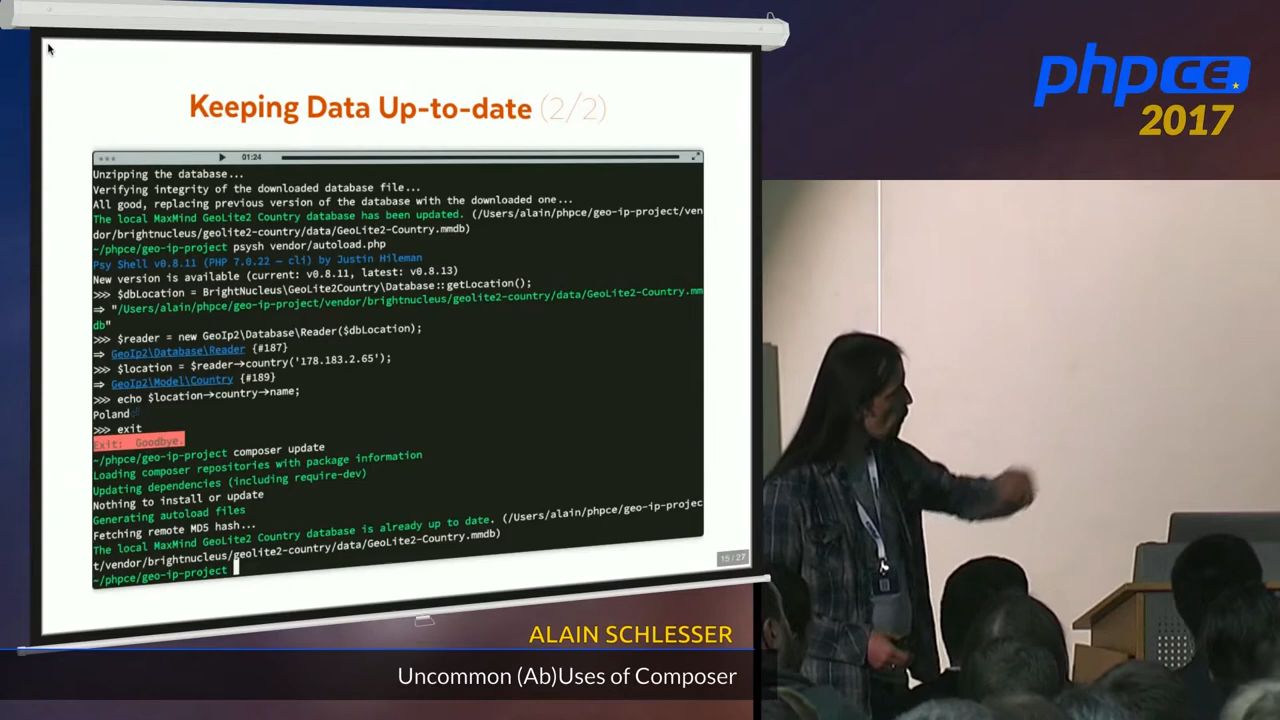 Keeping Data Up-to-date (2/2)
01:24
Unzipping the database...
Verifying integrity of the downloaded database file...
All good, replacing previous version of the database with the downloaded one...
The local MaxMind GeoLite2 Country database has been updated. (/Users/alain/phpce/geo-ip-project/ven
dor/brightnucleus/geolite2-country/data/GeoLite2-Country.mmdb)
~/phpce/geo-ip-project psysh vendor/autoload.php
Psy Shell v0.8.11 (PHP 7.0.22 — cli) by Justin Hileman
New version is available (current: v0.8.11, latest: v0.8.13)
>>> $dbLocation = BrightNucleus\GeoLite2Country\Database::getLocation();
⇒ "/Users/alain/phpce/geo-ip-project/vendor/brightnucleus/geolite2-country/data/GeoLite2-Country.mm
db"
>>> $reader = new GeoIp2\Database\Reader($dbLocation);
⇒ GeoIp2\Database\Reader {#187}
>>> $location = $reader→country('178.183.2.65');
⇒ GeoIp2\Model\Country {#189}
>>> echo $location→country→name;
Poland⏎
>>> exit
Exit: Goodbye.
~/phpce/geo-ip-project composer update
Loading composer repositories with package information
Updating dependencies (including require-dev)
Nothing to install or update
Generating autoload files
Fetching remote MD5 hash...
The local MaxMind GeoLite2 Country database is already up to date. (/Users/alain/phpce/geo-ip-projec
t/vendor/brightnucleus/geolite2-country/data/GeoLite2-Country.mmdb)
~/phpce/geo-ip-project
15 / 27
phpCE
2017
ALAIN SCHLESSER
Uncommon (Ab)Uses of Composer